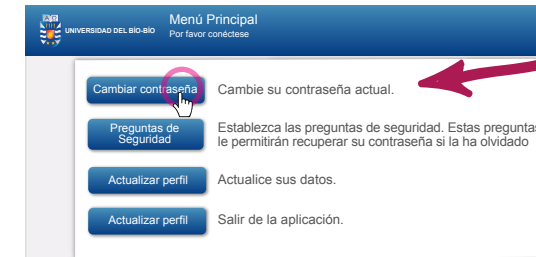 UNIVERSIDAD DEL BÍO-BÍO
Menú Principal
Por favor conéctese
Cambiar contraseña
Cambie su contraseña actual.
Preguntas de Seguridad
Establezca las preguntas de seguridad. Estas preguntas
le permitirán recuperar su contraseña si la ha olvidado
Actualizar perfil
Actualice sus datos.
Actualizar perfil
Salir de la aplicación.